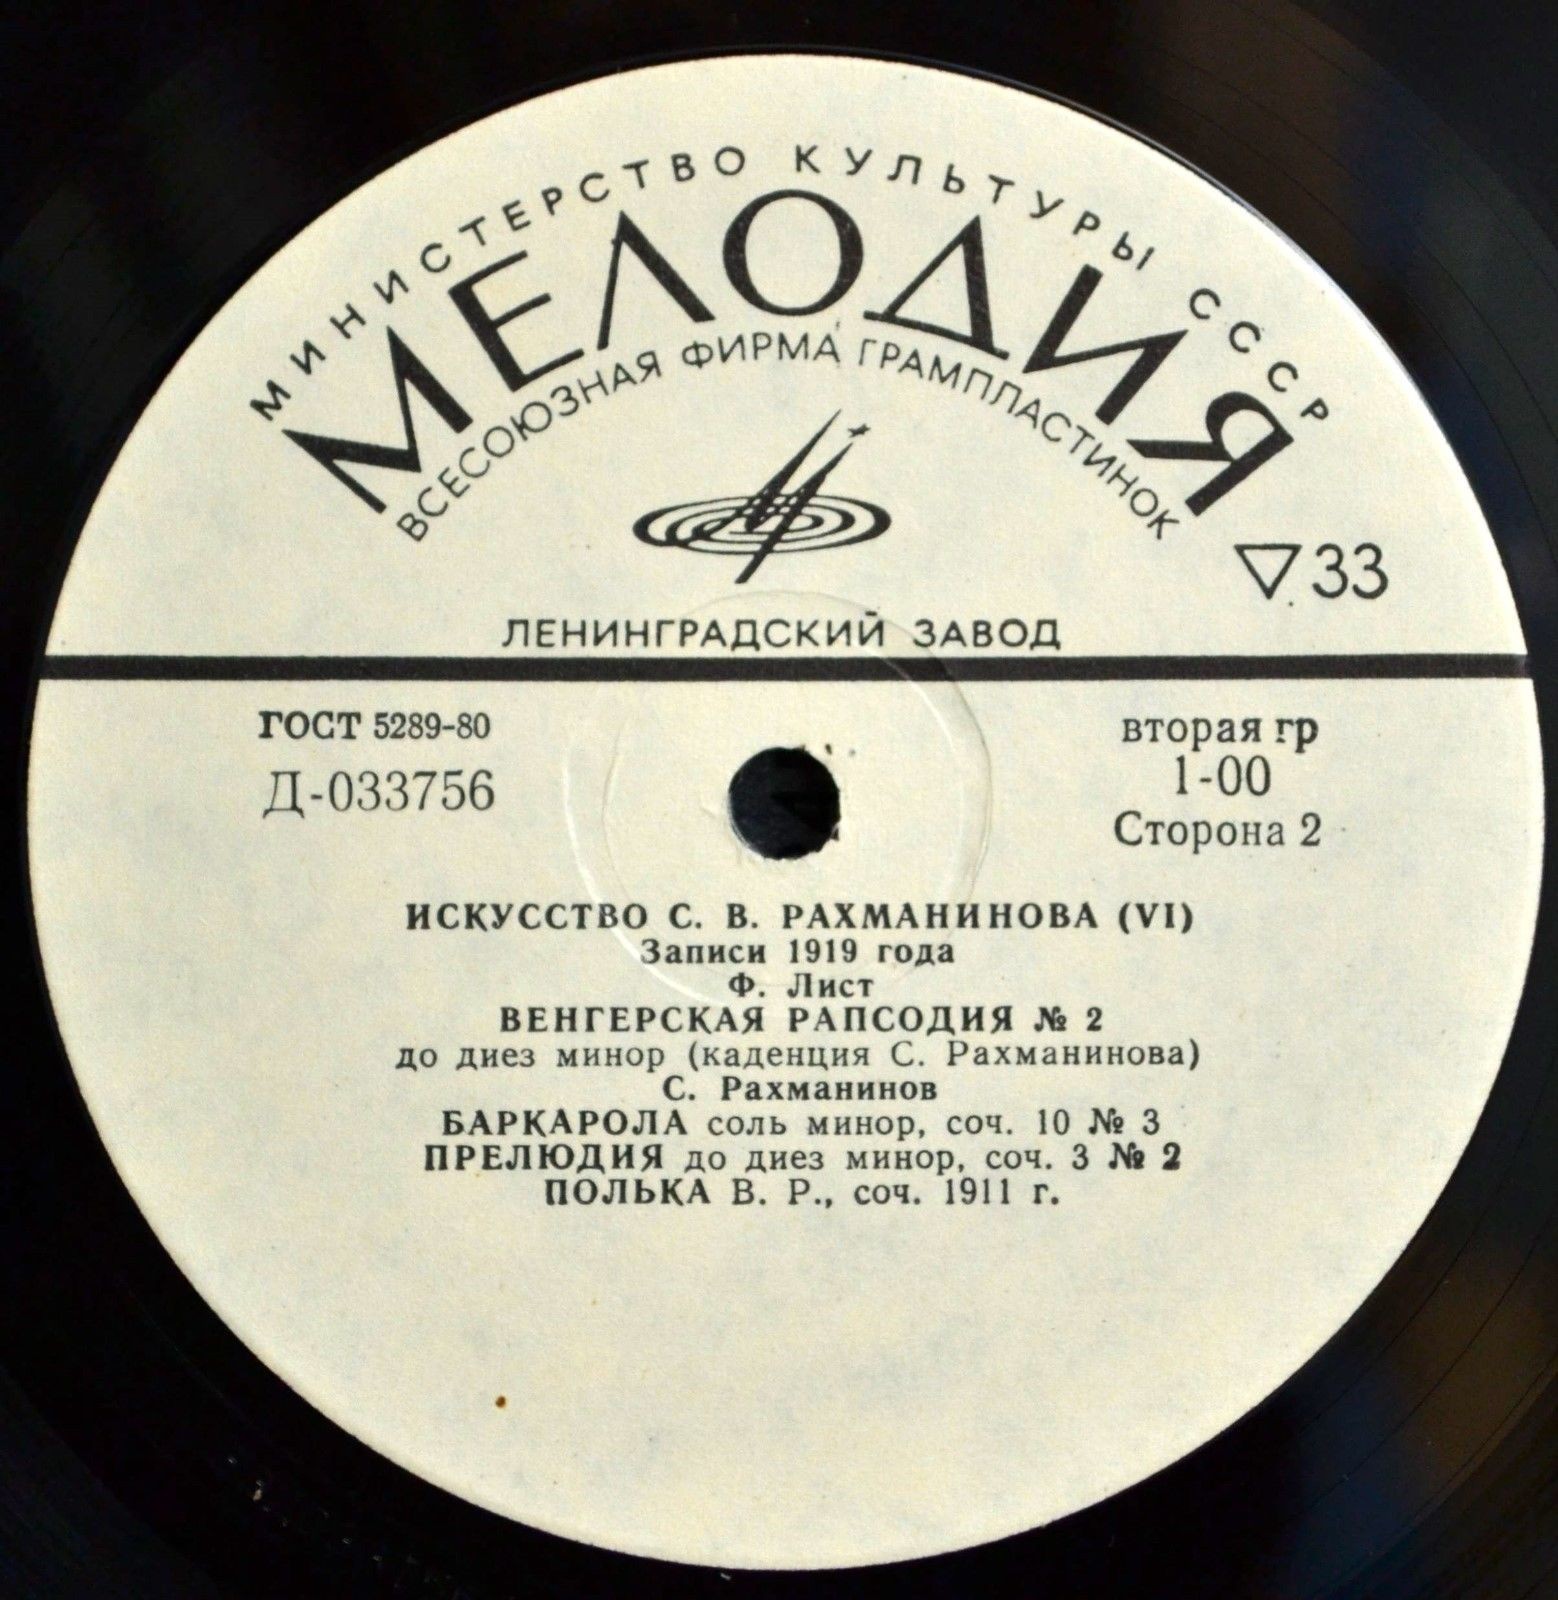 МИНИСТЕРСТВО КУЛЬТУРЫ СССР
МЕЛОДИЯ
ВСЕСОЮЗНАЯ ФИРМА ГРАМПЛАСТИНОК
33
ЛЕНИНГРАДСКИЙ ЗАВОД
ГОСТ 5289-80
Д-033756
вторая гр
1-00
Сторона 2
ИСКУССТВО С. В. РАХМАНИНОВА (VI)
Записи 1919 года
Ф. Лист
ВЕНГЕРСКАЯ РАПСОДИЯ № 2
до диез минор (каденция С. Рахманинова)
С. Рахманинов
БАРКАРОЛА соль минор, соч. 10 № 3
ПРЕЛЮДИЯ до диез минор, соч. 3 № 2
ПОЛЬКА В. Р., соч. 1911 г.